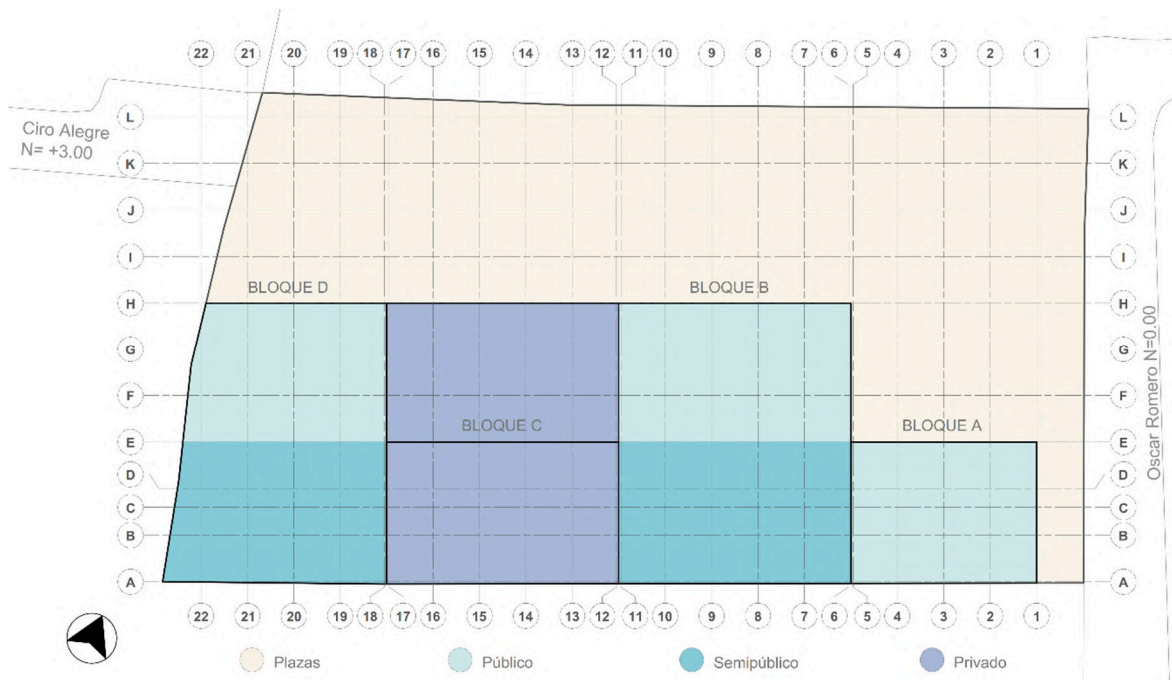 22 21 20 19 18 17 16 15 14 13 12 11 10 9 8 7 6 5 4 3 2 1
L L
Ciro Alegre
N= +3.00
K K
J J
I I
BLOQUE D BLOQUE B
H H
G G
Oscar Romero N=0.00
F F
BLOQUE C BLOQUE A
E E
D D
C C
B B
A A
22 21 20 19 18 17 16 15 14 13 12 11 10 9 8 7 6 5 4 3 2 1
Plazas Público Semipúblico Privado